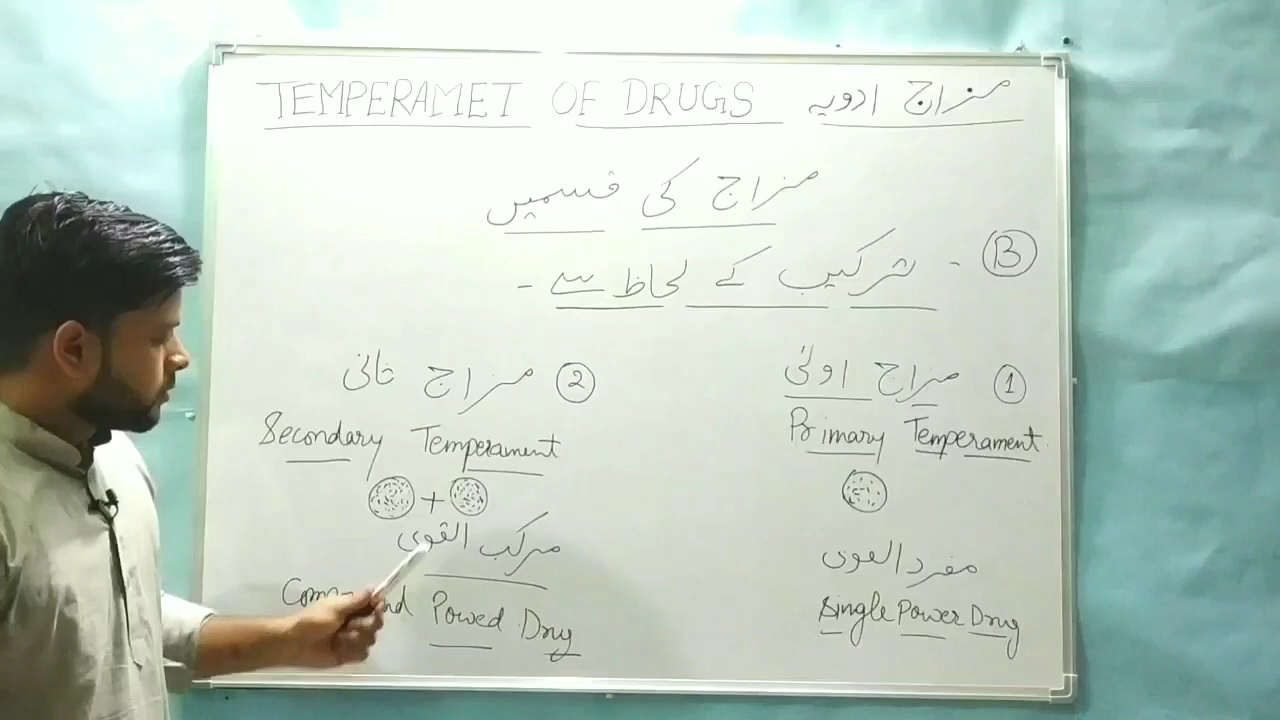 TEMPERAMET OF DRUGS مزاج ادویہ
مزاج کی قسمیں
B - ترکیب کے لحاظ سے -
1 مزاج اولیٰ
Primary Temperament
مفرد القوی
Single Power Drug
2 مزاج ثانی
Secondary Temperament
+
مرکب القوی
Powed Drug